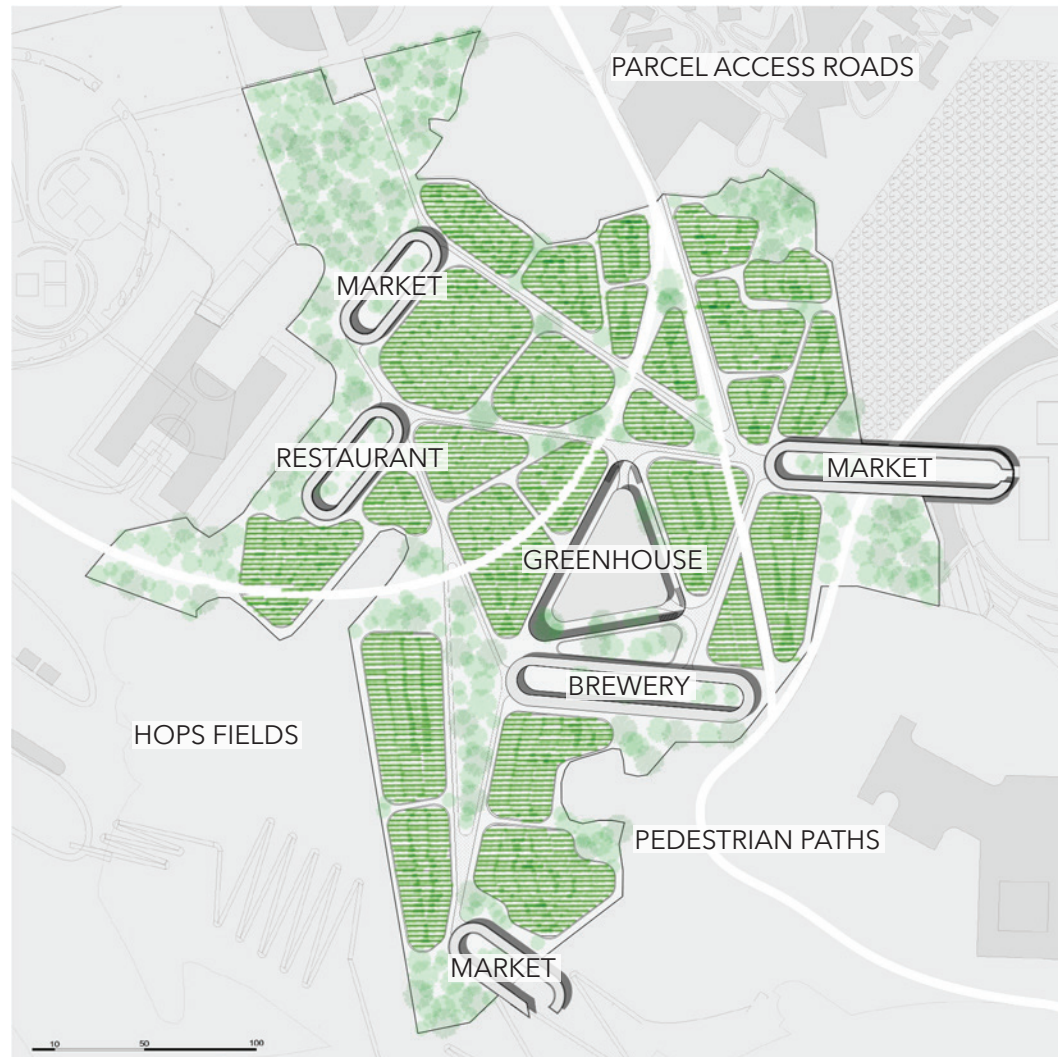 PARCEL ACCESS ROADS
MARKET
RESTAURANT
MARKET
GREENHOUSE
BREWERY
HOPS FIELDS
PEDESTRIAN PATHS
MARKET
10 50 100